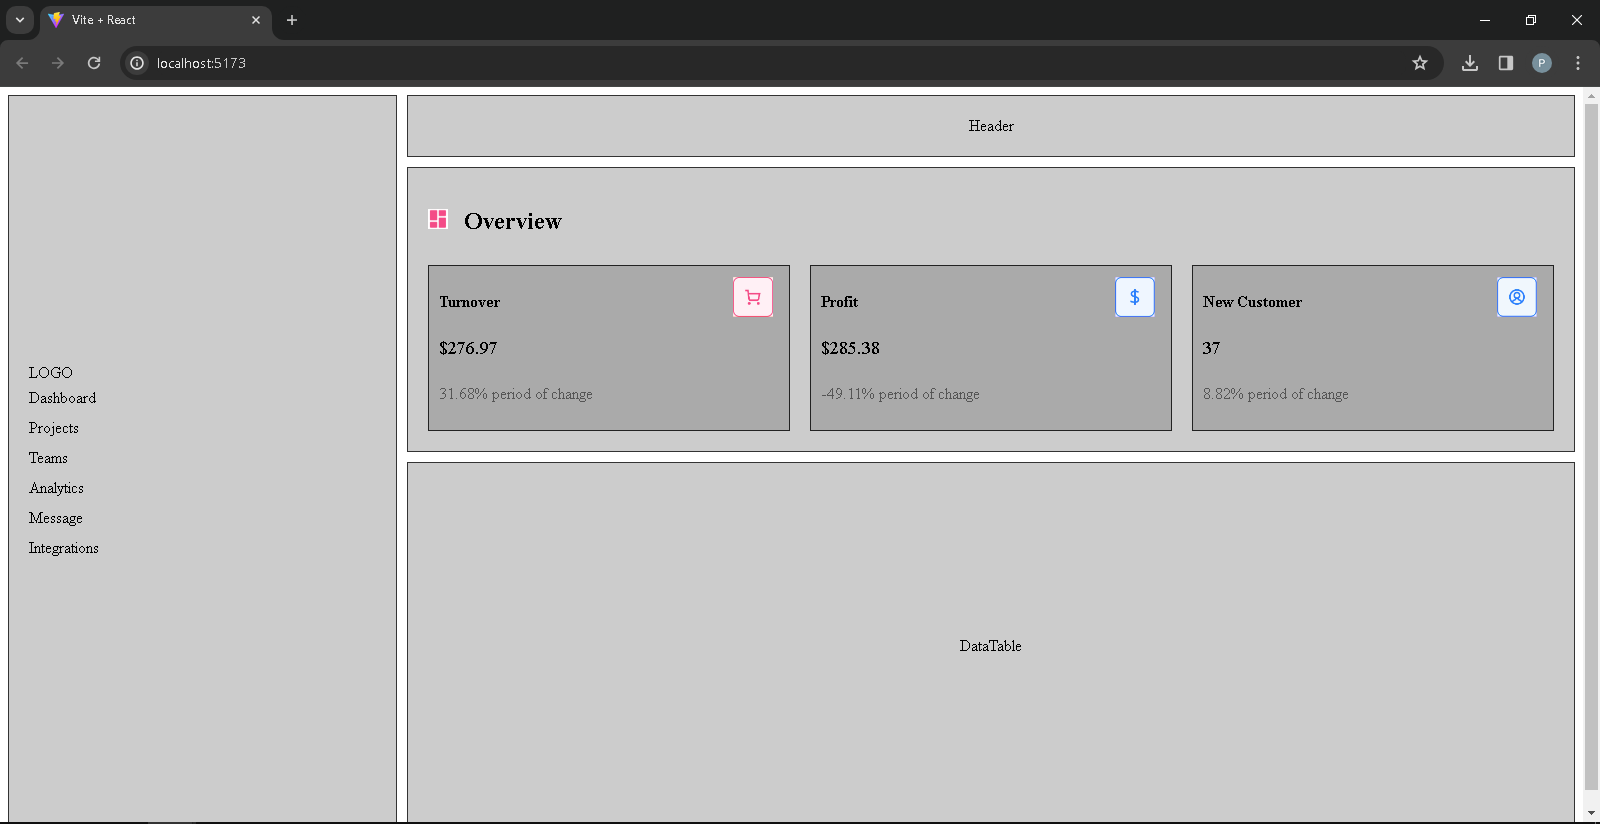 Vite + React
localhost:5173
P
Header
Overview
Turnover
$276.97
31.68% period of change
Profit
$
$285.38
-49.11% period of change
New Customer
37
8.82% period of change
LOGO
Dashboard
Projects
Teams
Analytics
Message
Integrations
DataTable